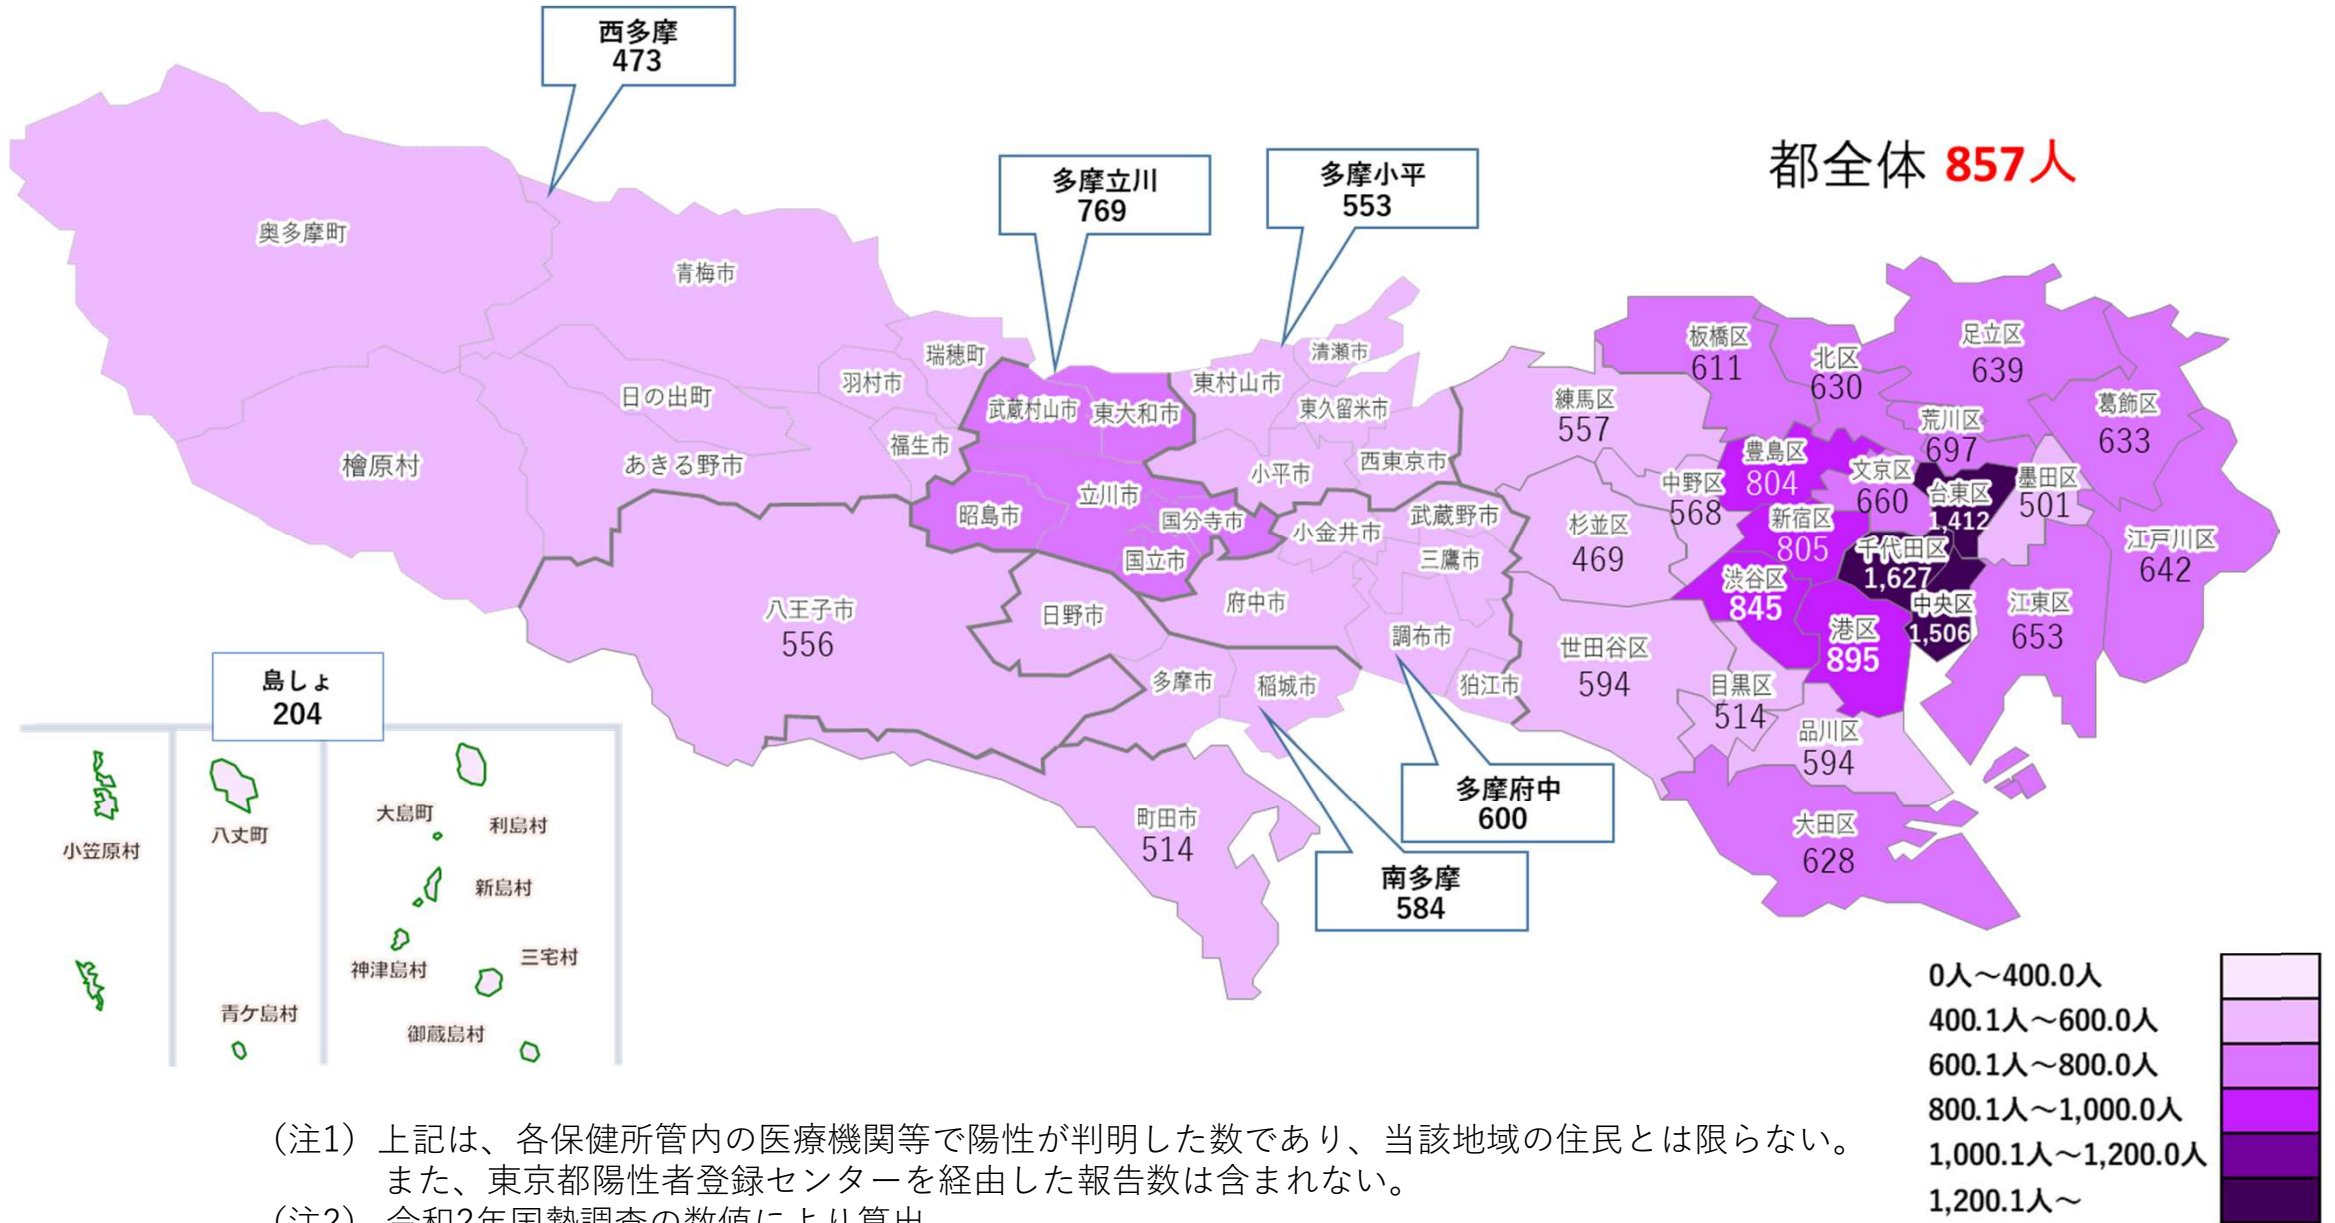 西多摩
473
多摩立川
769
多摩小平
553
都全体 857人
奥多摩町
青梅市
瑞穂町
羽村市
日の出町
福生市
あきる野市
檜原村
武蔵村山市
東大和市
昭島市
立川市
国分寺市
国立市
東村山市
清瀬市
東久留米市
小平市
西東京市
小金井市
武蔵野市
三鷹市
府中市
調布市
狛江市
八王子市
556
日野市
多摩市
稲城市
町田市
514
多摩府中
600
南多摩
584
板橋区
611
北区
630
足立区
639
葛飾区
633
荒川区
697
練馬区
557
豊島区
804
文京区
660
台東区
1,412
墨田区
501
中野区
568
杉並区
469
新宿区
805
千代田区
1,627
江戸川区
642
渋谷区
845
中央区
1,506
江東区
653
港区
895
世田谷区
594
目黒区
514
品川区
594
大田区
628
島しょ
204
小笠原村
八丈町
青ケ島村
大島町
利島村
新島村
神津島村
三宅村
御蔵島村
0人～400.0人
400.1人～600.0人
600.1人～800.0人
800.1人～1,000.0人
1,000.1人～1,200.0人
1,200.1人～
（注1）上記は、各保健所管内の医療機関等で陽性が判明した数であり、当該地域の住民とは限らない。
また、東京都陽性者登録センターを経由した報告数は含まれない。
（注2） 令和2年国勢調査の数値により算出